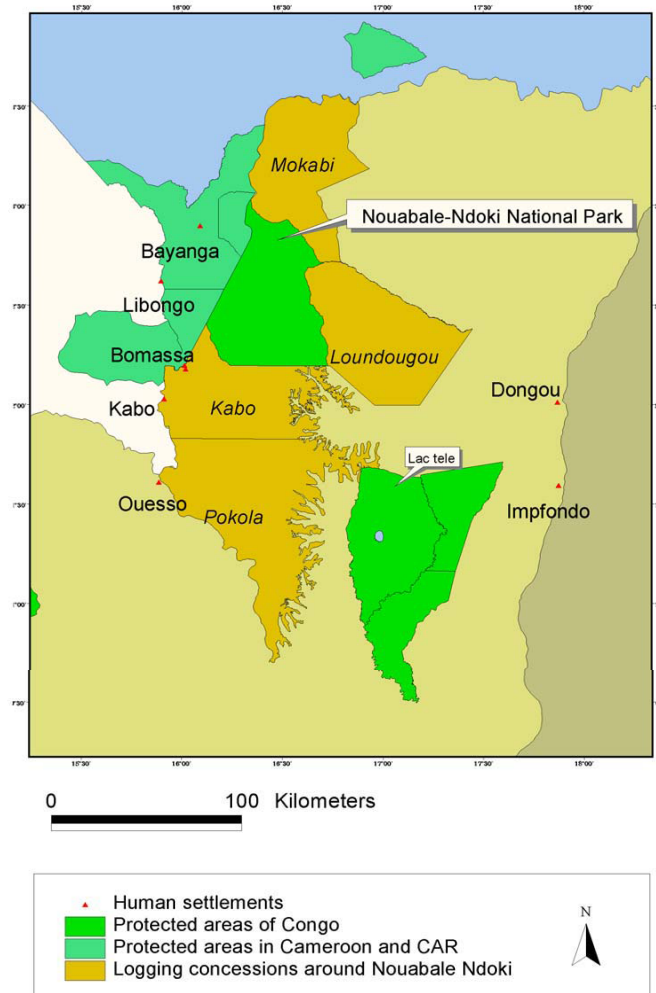 15°30'
16°00'
16°30'
17°00'
17°30'
18°00'
Mokabi
Nouabale-Ndoki National Park
Bayanga
Libongo
Bomassa
Loundougou
Kabo
Kabo
Dongou
Lac tele
Ouesso
Pokola
Impfondo
15°30'
16°00'
16°30'
17°00'
17°30'
18°00'
0 100 Kilometers
Human settlements
Protected areas of Congo
Protected areas in Cameroon and CAR
Logging concessions around Nouabale Ndoki
N